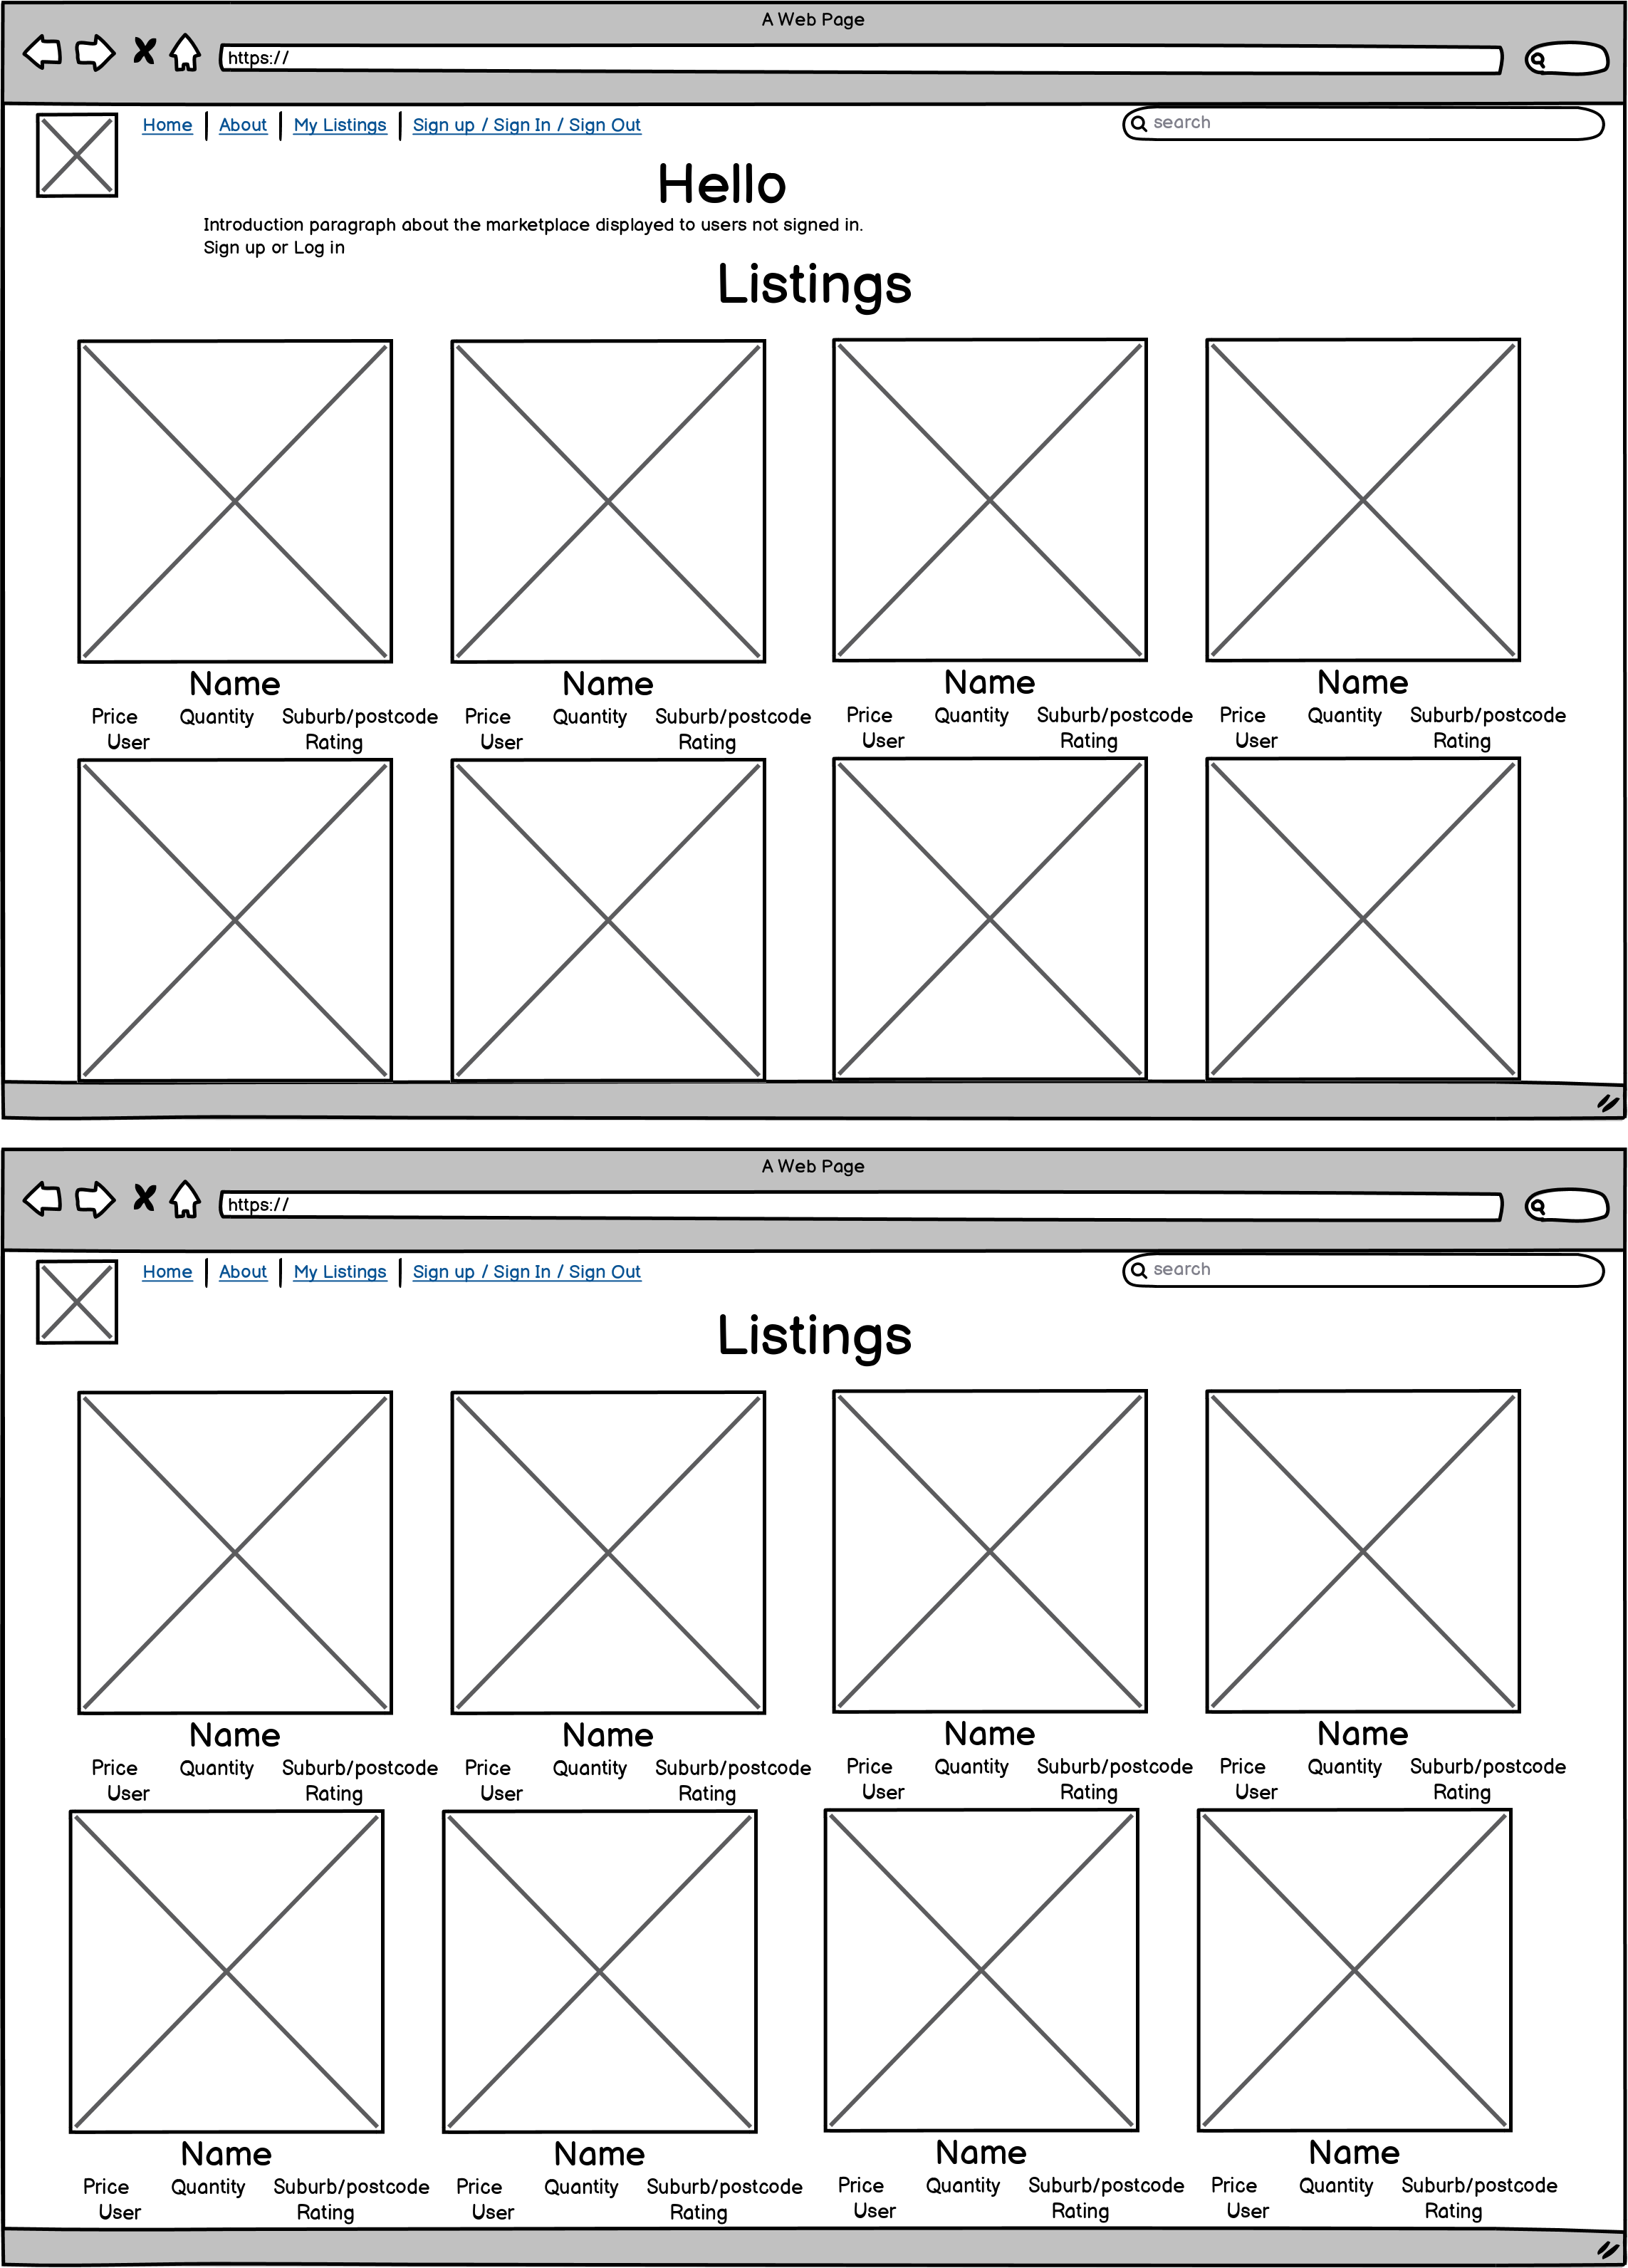 A Web Page
https://
Home About My Listings Sign up / Sign In / Sign Out search
Hello
Introduction paragraph about the marketplace displayed to users not signed in.
Sign up or Log in
Listings
Name Name Name Name
Price Quantity Suburb/postcode Price Quantity Suburb/postcode Price Quantity Suburb/postcode Price Quantity Suburb/postcode
User Rating User Rating User Rating User Rating
A Web Page
https://
Home About My Listings Sign up / Sign In / Sign Out search
Listings
Name Name Name Name
Price Quantity Suburb/postcode Price Quantity Suburb/postcode Price Quantity Suburb/postcode Price Quantity Suburb/postcode
User Rating User Rating User Rating User Rating
Name Name Name Name
Price Quantity Suburb/postcode Price Quantity Suburb/postcode Price Quantity Suburb/postcode Price Quantity Suburb/postcode
User Rating User Rating User Rating User Rating